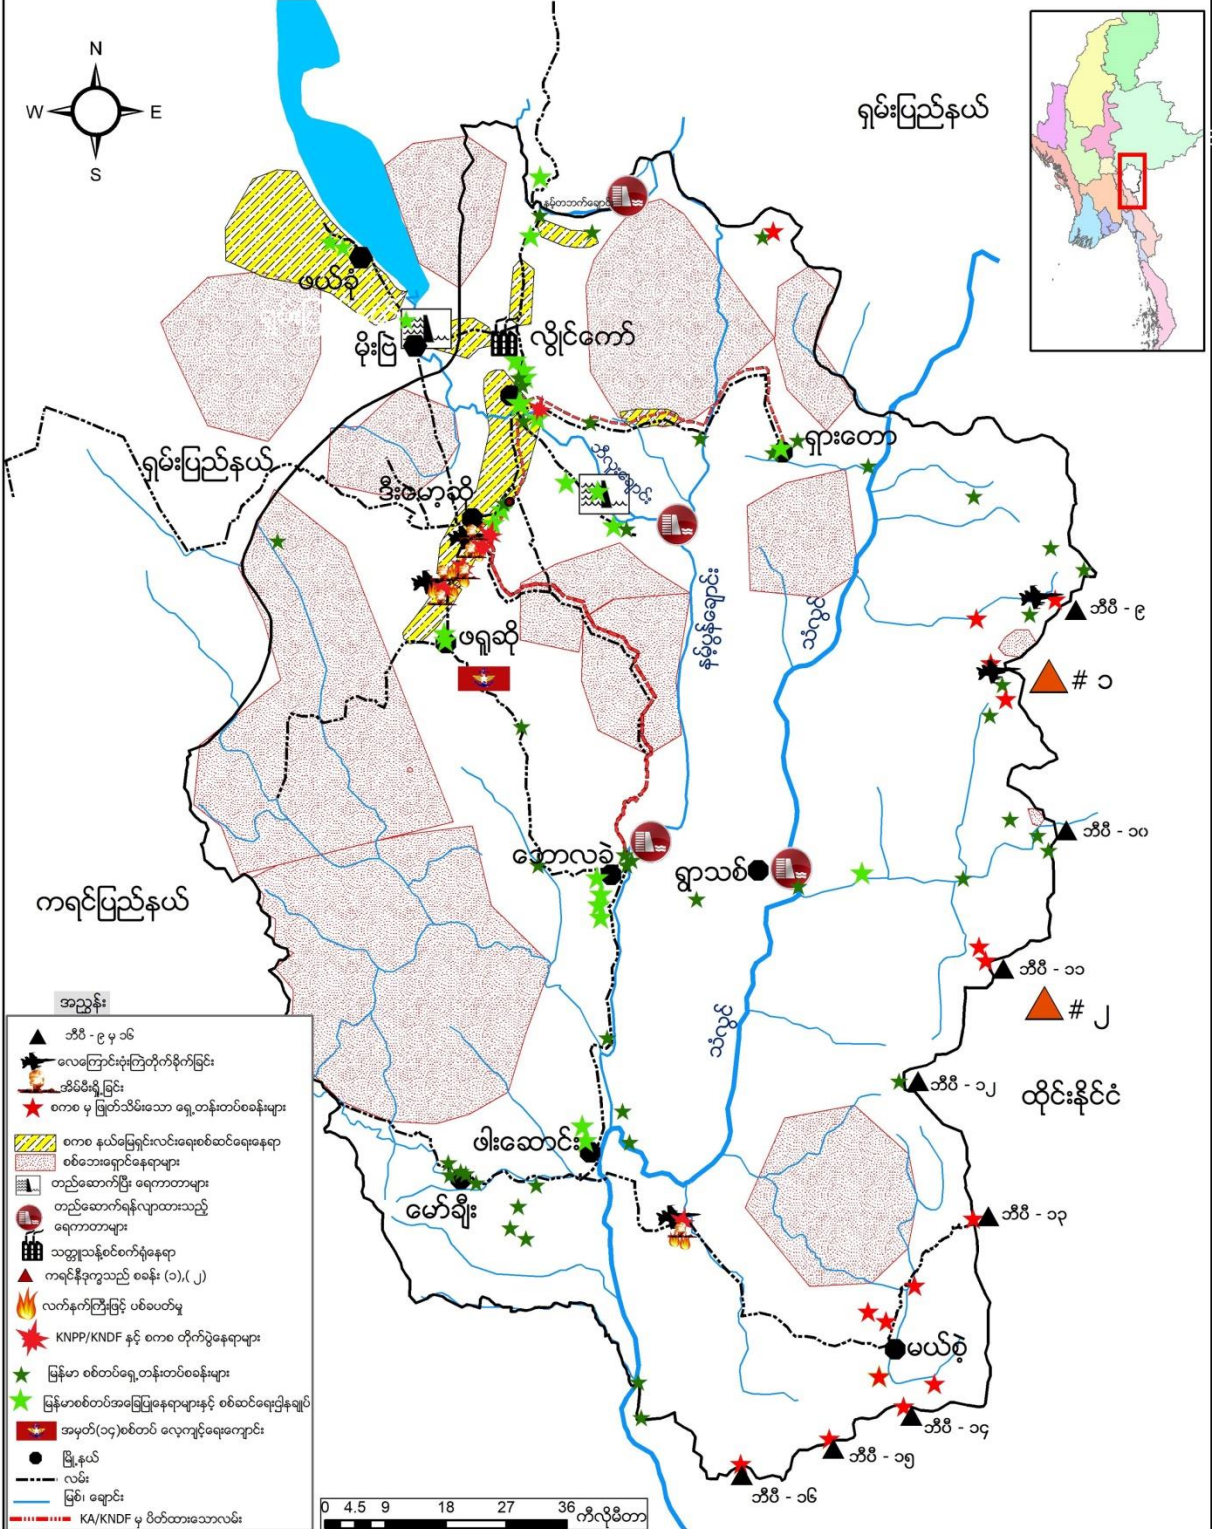 N
W
E
S
ရှမ်းပြည်နယ်
နမ့်တဘက်ချောင်း
ဖယ်ခုံ
မိုးဗြဲ
လွိုင်ကော်
ရှားတော
ရှမ်းပြည်နယ်
ဘီလူးချောင်း
ဒီးမော့ဆို
နမ့်ပွန်ချောင်း
သံလွင်
ဘီပီ - ၉
ဖရူဆို
# ၁
ဘီပီ - ၁၀
ဘောလခဲ
ရွာသစ်
ကရင်ပြည်နယ်
ဘီပီ - ၁၁
# ၂
သံလွင်
ဘီပီ - ၁၂
ထိုင်းနိုင်ငံ
ဖါးဆောင်း
မော်ချီး
ဘီပီ - ၁၃
မယ်စဲ့
ဘီပီ - ၁၄
ဘီပီ - ၁၅
ဘီပီ - ၁၆
အညွှန်း
ဘီပီ - ၉ မှ ၁၆
လေကြောင်းဗုံးကြဲတိုက်ခိုက်ခြင်း
အိမ်မီးရှို့ခြင်း
စကစ မှ ဖြုတ်သိမ်းသော ရှေ့တန်းတပ်စခန်းများ
စကစ နယ်မြေရှင်းလင်းရေးစစ်ဆင်ရေးနေရာ
စစ်ဘေးရှောင်နေရာများ
တည်ဆောက်ပြီး ရေကာတာများ
တည်ဆောက်ရန်လျာထားသည့်
ရေကာတာများ
သတ္တုသန့်စင်စက်ရုံနေရာ
ကရင်နီဒုက္ခသည် စခန်း (၁),( ၂)
လက်နက်ကြီးဖြင့် ပစ်ခပတ်မှု
KNPP/KNDF နှင့် စကစ တိုက်ပွဲနေရာများ
မြန်မာ စစ်တပ်ရှေ့တန်းတပ်စခန်းများ
မြန်မာစစ်တပ်အခြေပြုနေရာများနှင့် စစ်ဆင်ရေးဌါနချုပ်
အမှတ်(၁၄)စစ်တပ် လေ့ကျင့်ရေးကျောင်း
မြို့နယ်
လမ်း
မြစ်၊ ချောင်း
KA/KNDF မှ ပိတ်ထားသောလမ်း
0 4.5 9 18 27 36 ကီလိုမီတာ